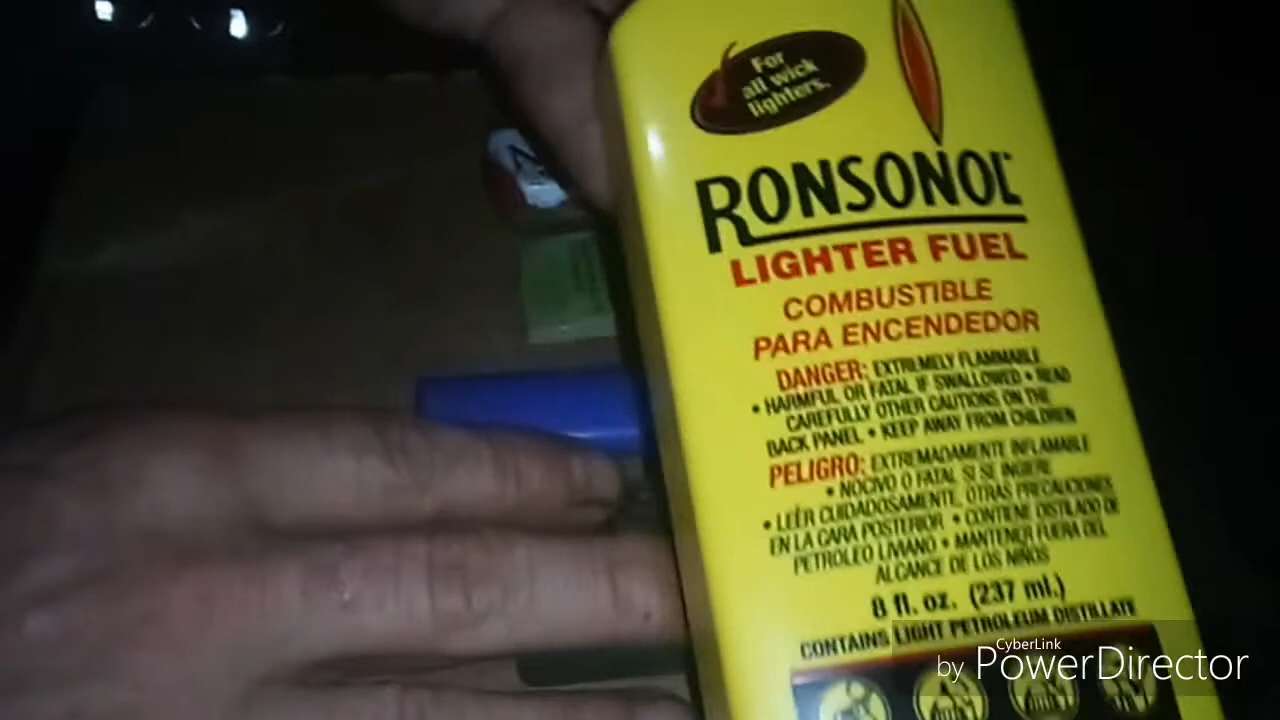 For
all wick
lighters.
RONSONOL
LIGHTER FUEL
COMBUSTIBLE
PARA ENCENDEDOR
DANGER: EXTREMELY FLAMMABLE
• HARMFUL OR FATAL IF SWALLOWED • READ
CAREFULLY OTHER CAUTIONS ON THE
BACK PANEL • KEEP AWAY FROM CHILDREN
PELIGRO: EXTREMADAMENTE INFLAMABLE
• NOCIVO O FATAL SI SE INGIERE
• LEÉR CUIDADOSAMENTE, OTRAS PRECAUCIONES
EN LA CARA POSTERIOR • CONTIENE DISTILADO DE
PETROLEO LIVIANO • MANTENER FUERA DEL
ALCANCE DE LOS NIÑOS
8 fl. oz. (237 ml.)
CONTAINS LIGHT PETROLEUM DISTILLATE
CyberLink
by PowerDirector